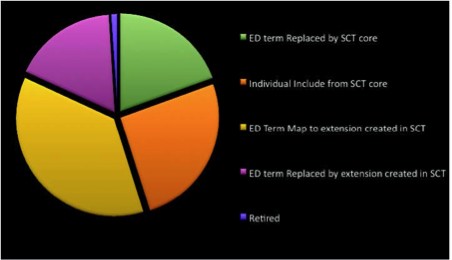 ED term Replaced by SCT core
Individual Include from SCT core
ED Term Map to extension created in SCT
ED term Replaced by extension created in SCT
Retired